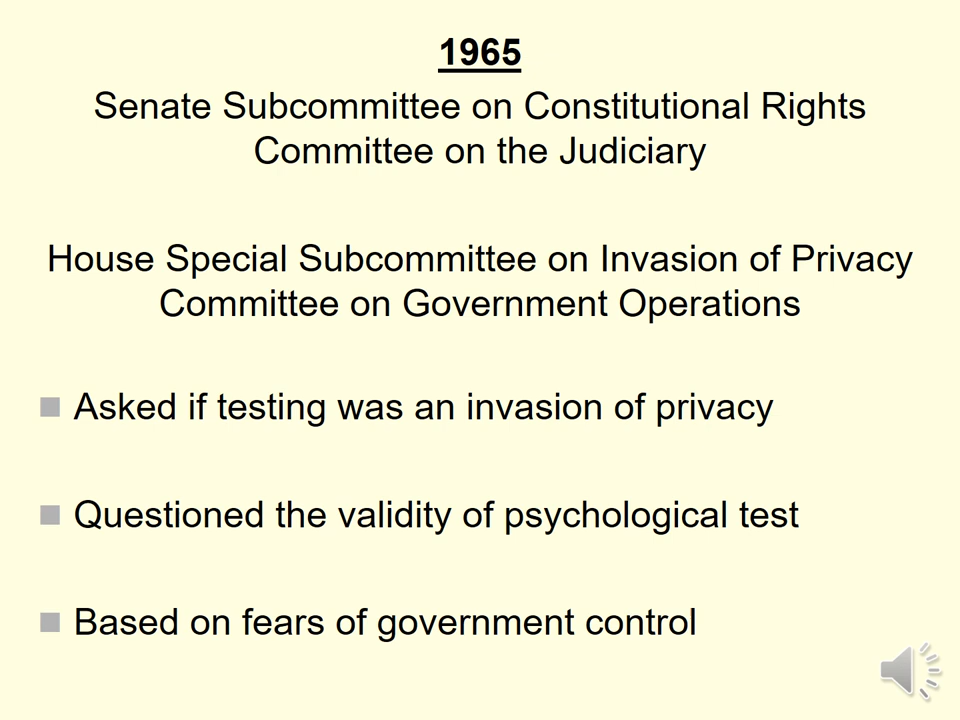 1965
Senate Subcommittee on Constitutional Rights
Committee on the Judiciary
House Special Subcommittee on Invasion of Privacy
Committee on Government Operations
Asked if testing was an invasion of privacy
Questioned the validity of psychological test
Based on fears of government control